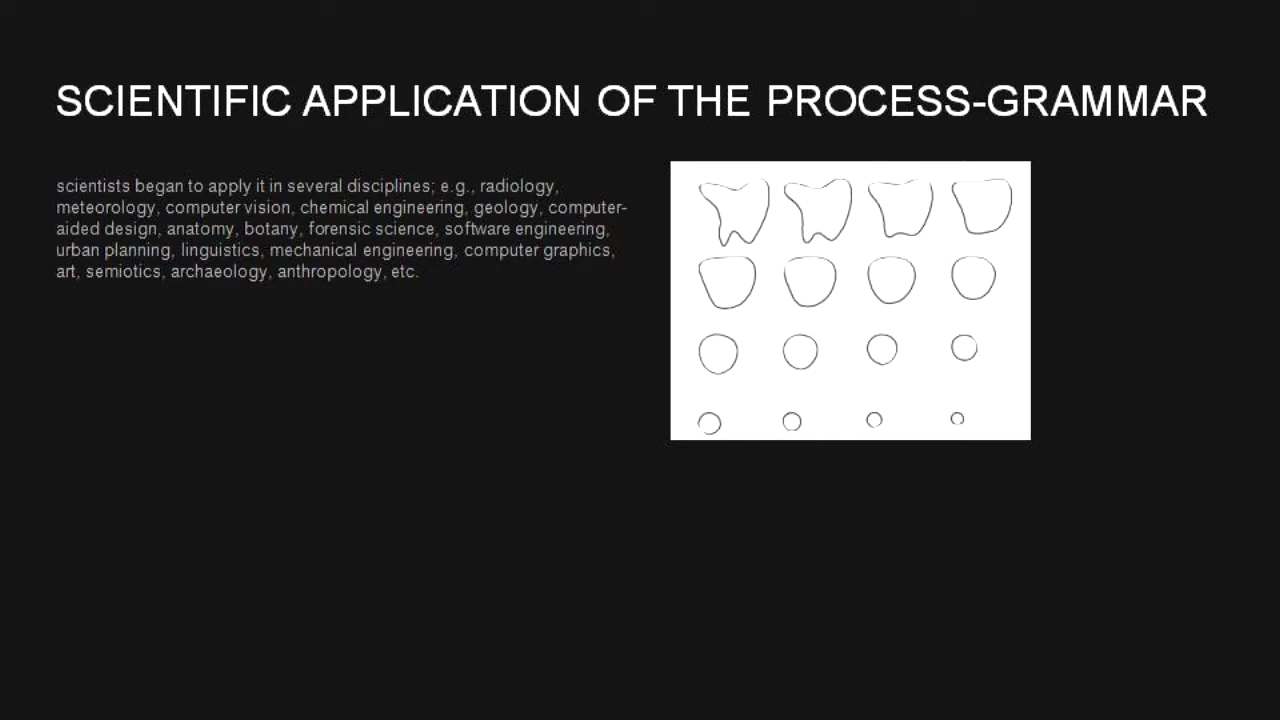 SCIENTIFIC APPLICATION OF THE PROCESS-GRAMMAR
scientists began to apply it in several disciplines; e.g., radiology,
meteorology, computer vision, chemical engineering, geology, computer-
aided design, anatomy, botany, forensic science, software engineering,
urban planning, linguistics, mechanical engineering, computer graphics,
art, semiotics, archaeology, anthropology, etc.